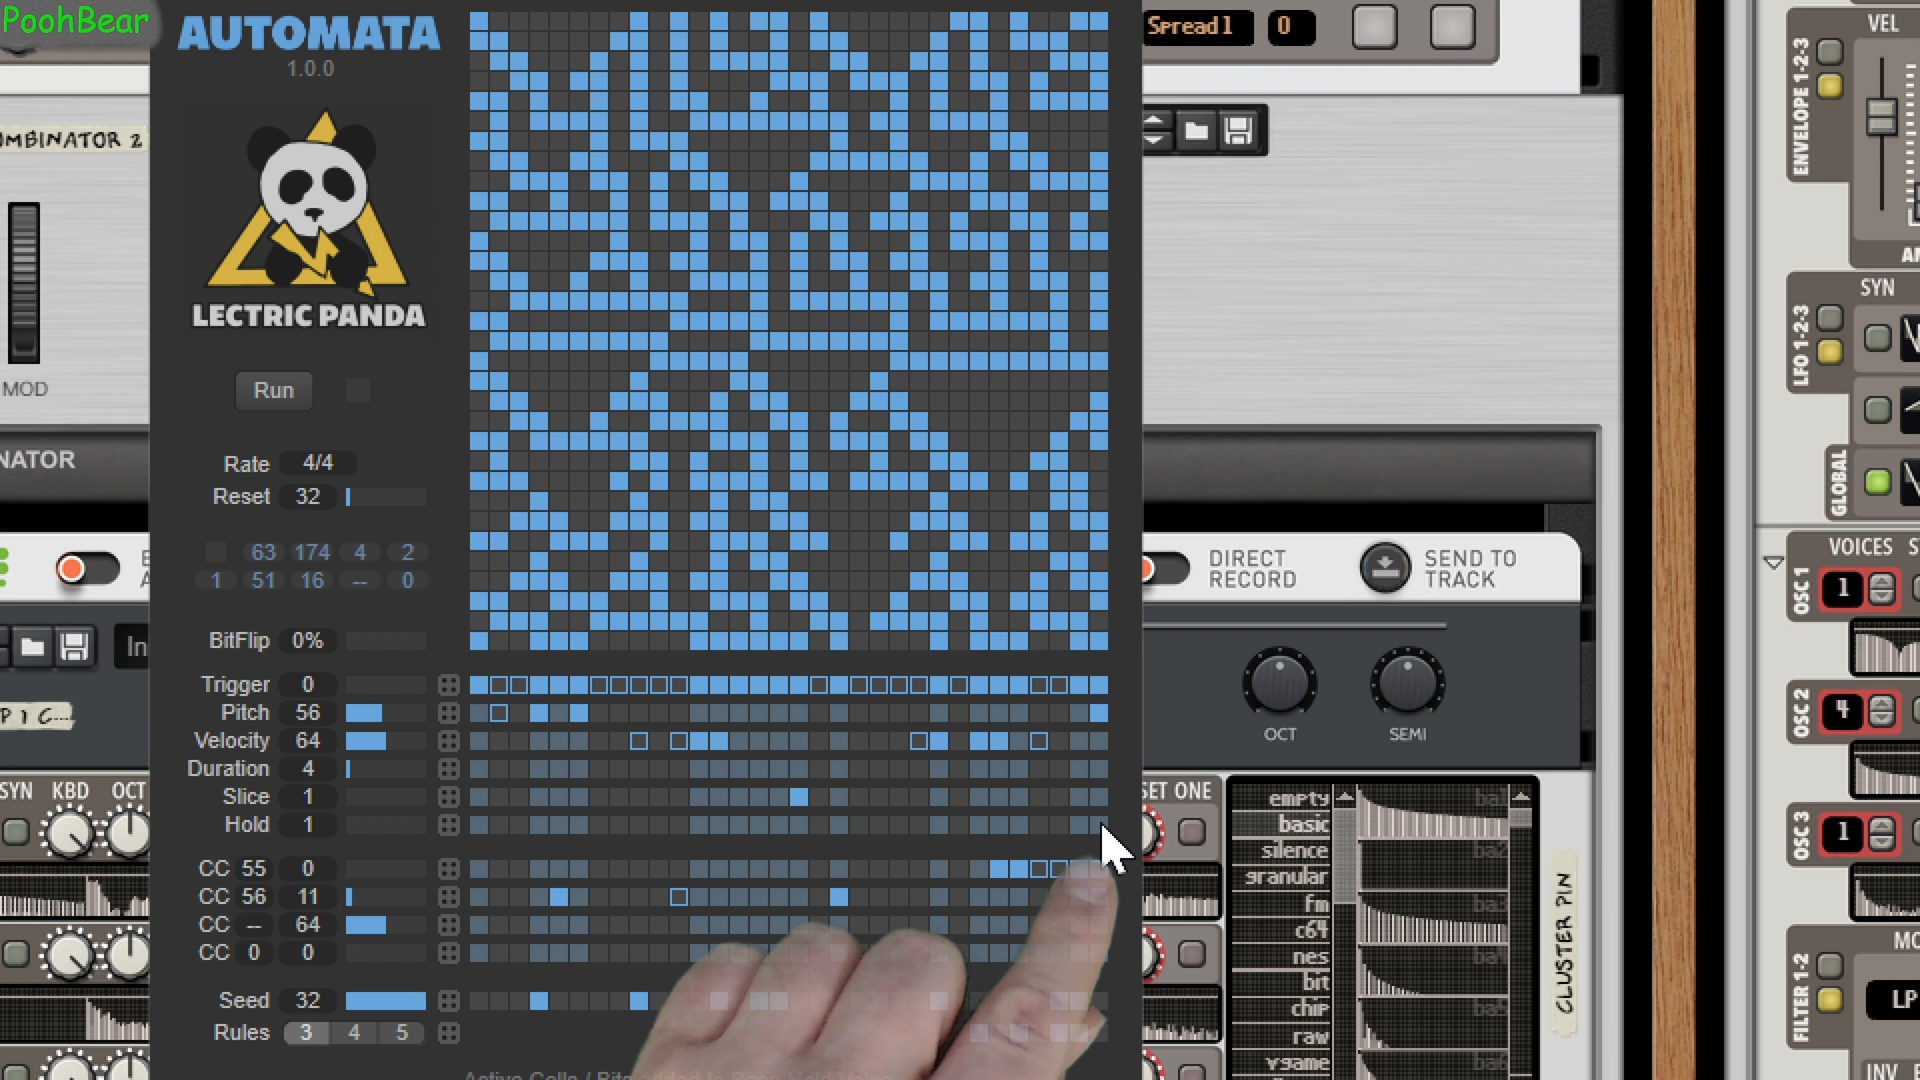 PoohBear
AUTOMATA
1.0.0
OMBINATOR 2
LECTRIC PANDA
MOD
Run
NATOR
Rate 4/4
Reset 32
63 174 4 2
1 51 16 -- 0
BitFlip 0%
In
Trigger 0
Pitch 56
P 1 C...
Velocity 64
Duration 4
Slice 1
Hold 1
SYN KBD OCT
CC 55 0
CC 56 11
CC -- 64
CC 0 0
Seed 32
Rules 3 4 5
Spread1 0
DIRECT RECORD
SEND TO TRACK
OCT SEMI
SET ONE
empty
basic
silence
granular
fm
c64
nes
bit
chip
raw
vgame
CLUSTER PIN
VEL
ENVELOPE 1-2-3
SYN
LFO 1-2-3
GLOBAL
VOICES
OSC 1 1
OSC 2 4
OSC 3 1
FILTER 1-2
LP
INV